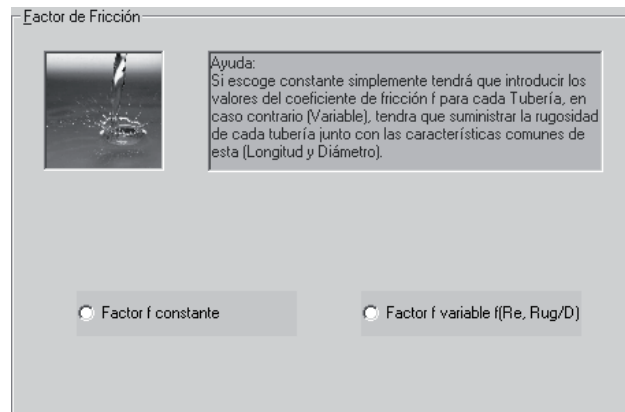 Factor de Fricción
Ayuda:
Si escoge constante simplemente tendrá que introducir los
valores del coeficiente de fricción f para cada Tubería, en
caso contrario (Variable), tendra que suministrar la rugosidad
de cada tubería junto con las características comunes de
esta (Longitud y Diámetro).
Factor f constante
Factor f variable f(Re, Rug/D)